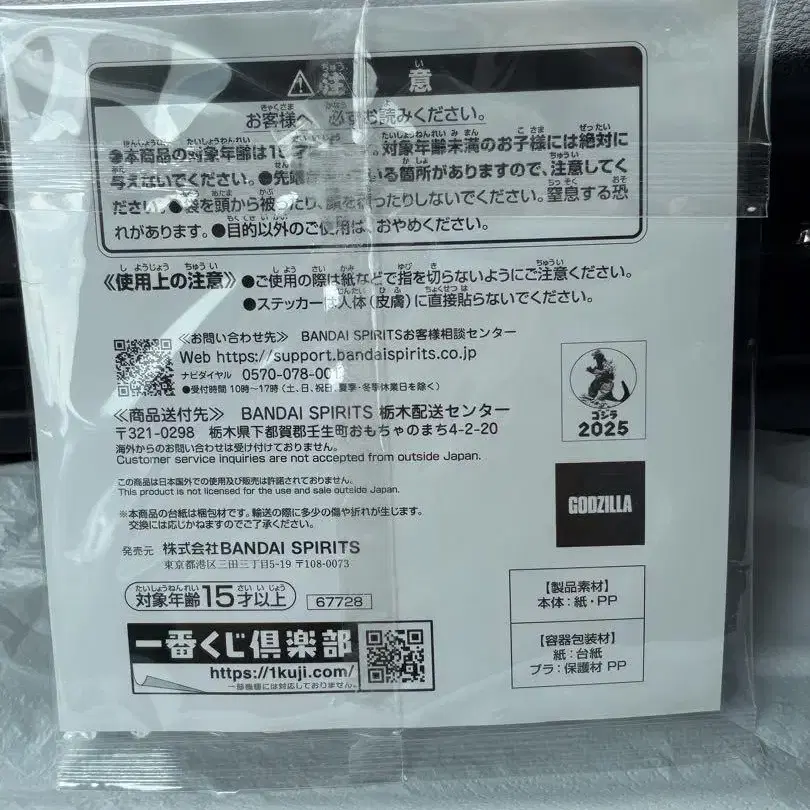 ⚠ 注意
お客様へ 必ずお読みください。
●本商品の対象年齢は15才以上です。対象年齢未満のお子様には絶対に
与えないでください。●先端が尖っている箇所がありますので、注意してく
ださい。●袋を頭から被ったり、顔を覆ったりしないでください。窒息する恐
れがあります。●目的以外のご使用は、おやめください。
《使用上の注意》●ご使用の際は紙などで指を切らないようにご注意ください。
●ステッカーは人体(皮膚)に直接貼らないでください。
≪お問い合わせ先≫ BANDAI SPIRITSお客様相談センター
Web https://support.bandaispirits.co.jp
ナビダイヤル 0570-078-001
●受付時間 10時〜17時(土、日、祝日、夏季・冬季休業日を除く)
≪商品送付先≫ BANDAI SPIRITS 栃木配送センター
〒321-0298 栃木県下都賀郡壬生町おもちゃのまち4-2-20
海外からのお問い合わせは受け付けておりません。
Customer service inquiries are not accepted from outside Japan.
この商品は日本国外での使用及び販売は許諾されておりません。
This product is not licensed for the use and sale outside Japan.
※本商品の台紙は梱包材です。輸送の際に多少の傷や折れが生じます。
交換には応じかねますのでご了承ください。
発売元 株式会社BANDAI SPIRITS
東京都港区三田三丁目5-19 〒108-0073
対象年齢15才以上 67728
一番くじ倶楽部
https://1kuji.com/
一部機種には対応しておりません。
ゴジラ
2025
GODZILLA
【製品素材】
本体：紙・PP
【容器包装材】
紙：台紙
プラ：保護材 PP